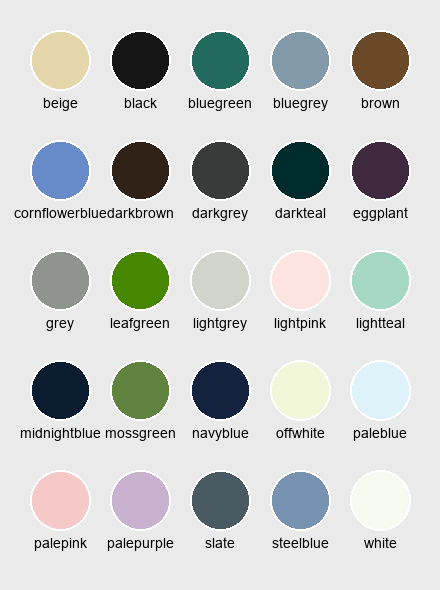 beige black bluegreen bluegrey brown
cornflowerblue darkbrown darkgrey darkteal eggplant
grey leafgreen lightgrey lightpink lightteal
midnightblue mossgreen navyblue offwhite paleblue
palepink palepurple slate steelblue white